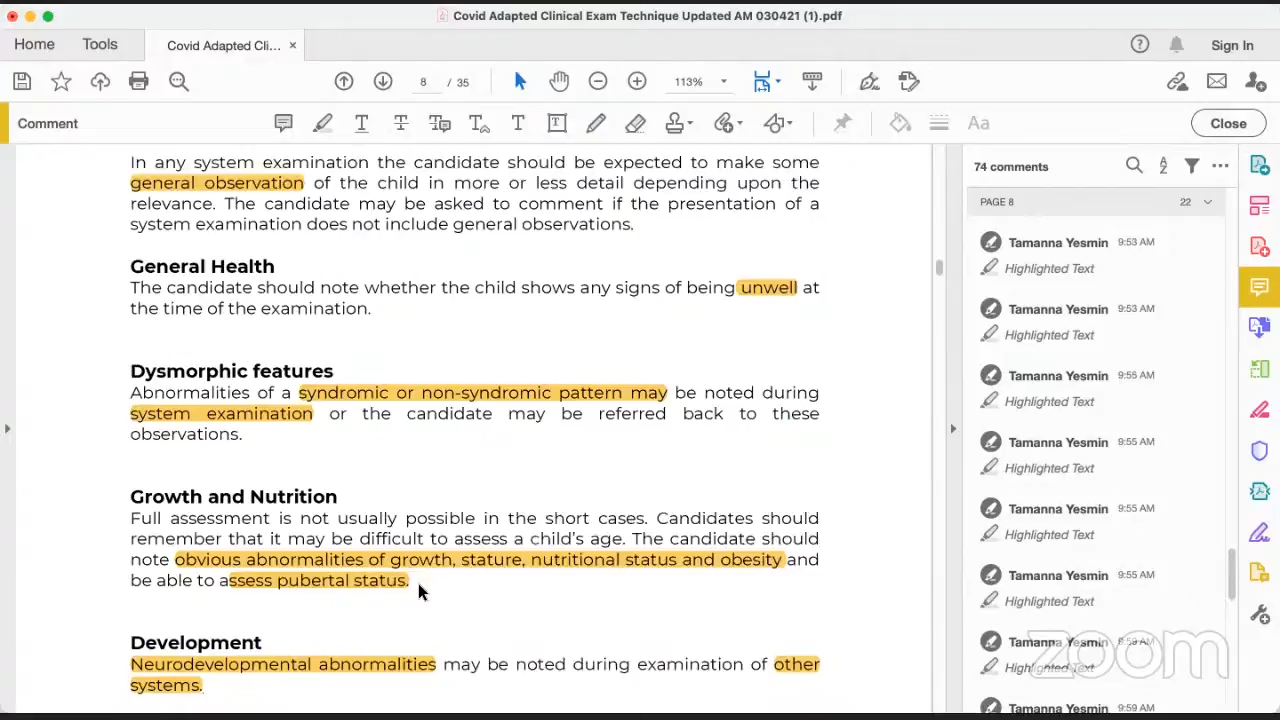 Covid Adapted Clinical Exam Technique Updated AM 030421 (1).pdf
Home Tools Covid Adapted Cli... × Sign In
8 / 35 113%
Comment Aa Close
In any system examination the candidate should be expected to make some
general observation of the child in more or less detail depending upon the
relevance. The candidate may be asked to comment if the presentation of a
system examination does not include general observations.
General Health
The candidate should note whether the child shows any signs of being unwell at
the time of the examination.
Dysmorphic features
Abnormalities of a syndromic or non-syndromic pattern may be noted during
system examination or the candidate may be referred back to these
observations.
Growth and Nutrition
Full assessment is not usually possible in the short cases. Candidates should
remember that it may be difficult to assess a child's age. The candidate should
note obvious abnormalities of growth, stature, nutritional status and obesity and
be able to assess pubertal status.
Development
Neurodevelopmental abnormalities may be noted during examination of other
systems.
74 comments
PAGE 8 22
Tamanna Yesmin 9:53 AM
Highlighted Text
Tamanna Yesmin 9:53 AM
Highlighted Text
Tamanna Yesmin 9:55 AM
Highlighted Text
Tamanna Yesmin 9:55 AM
Highlighted Text
Tamanna Yesmin 9:55 AM
Highlighted Text
Tamanna Yesmin 9:55 AM
Highlighted Text
Tamanna Yesmin 9:59 AM
Highlighted Text
Tamanna Yesmin 9:59 AM
zoom